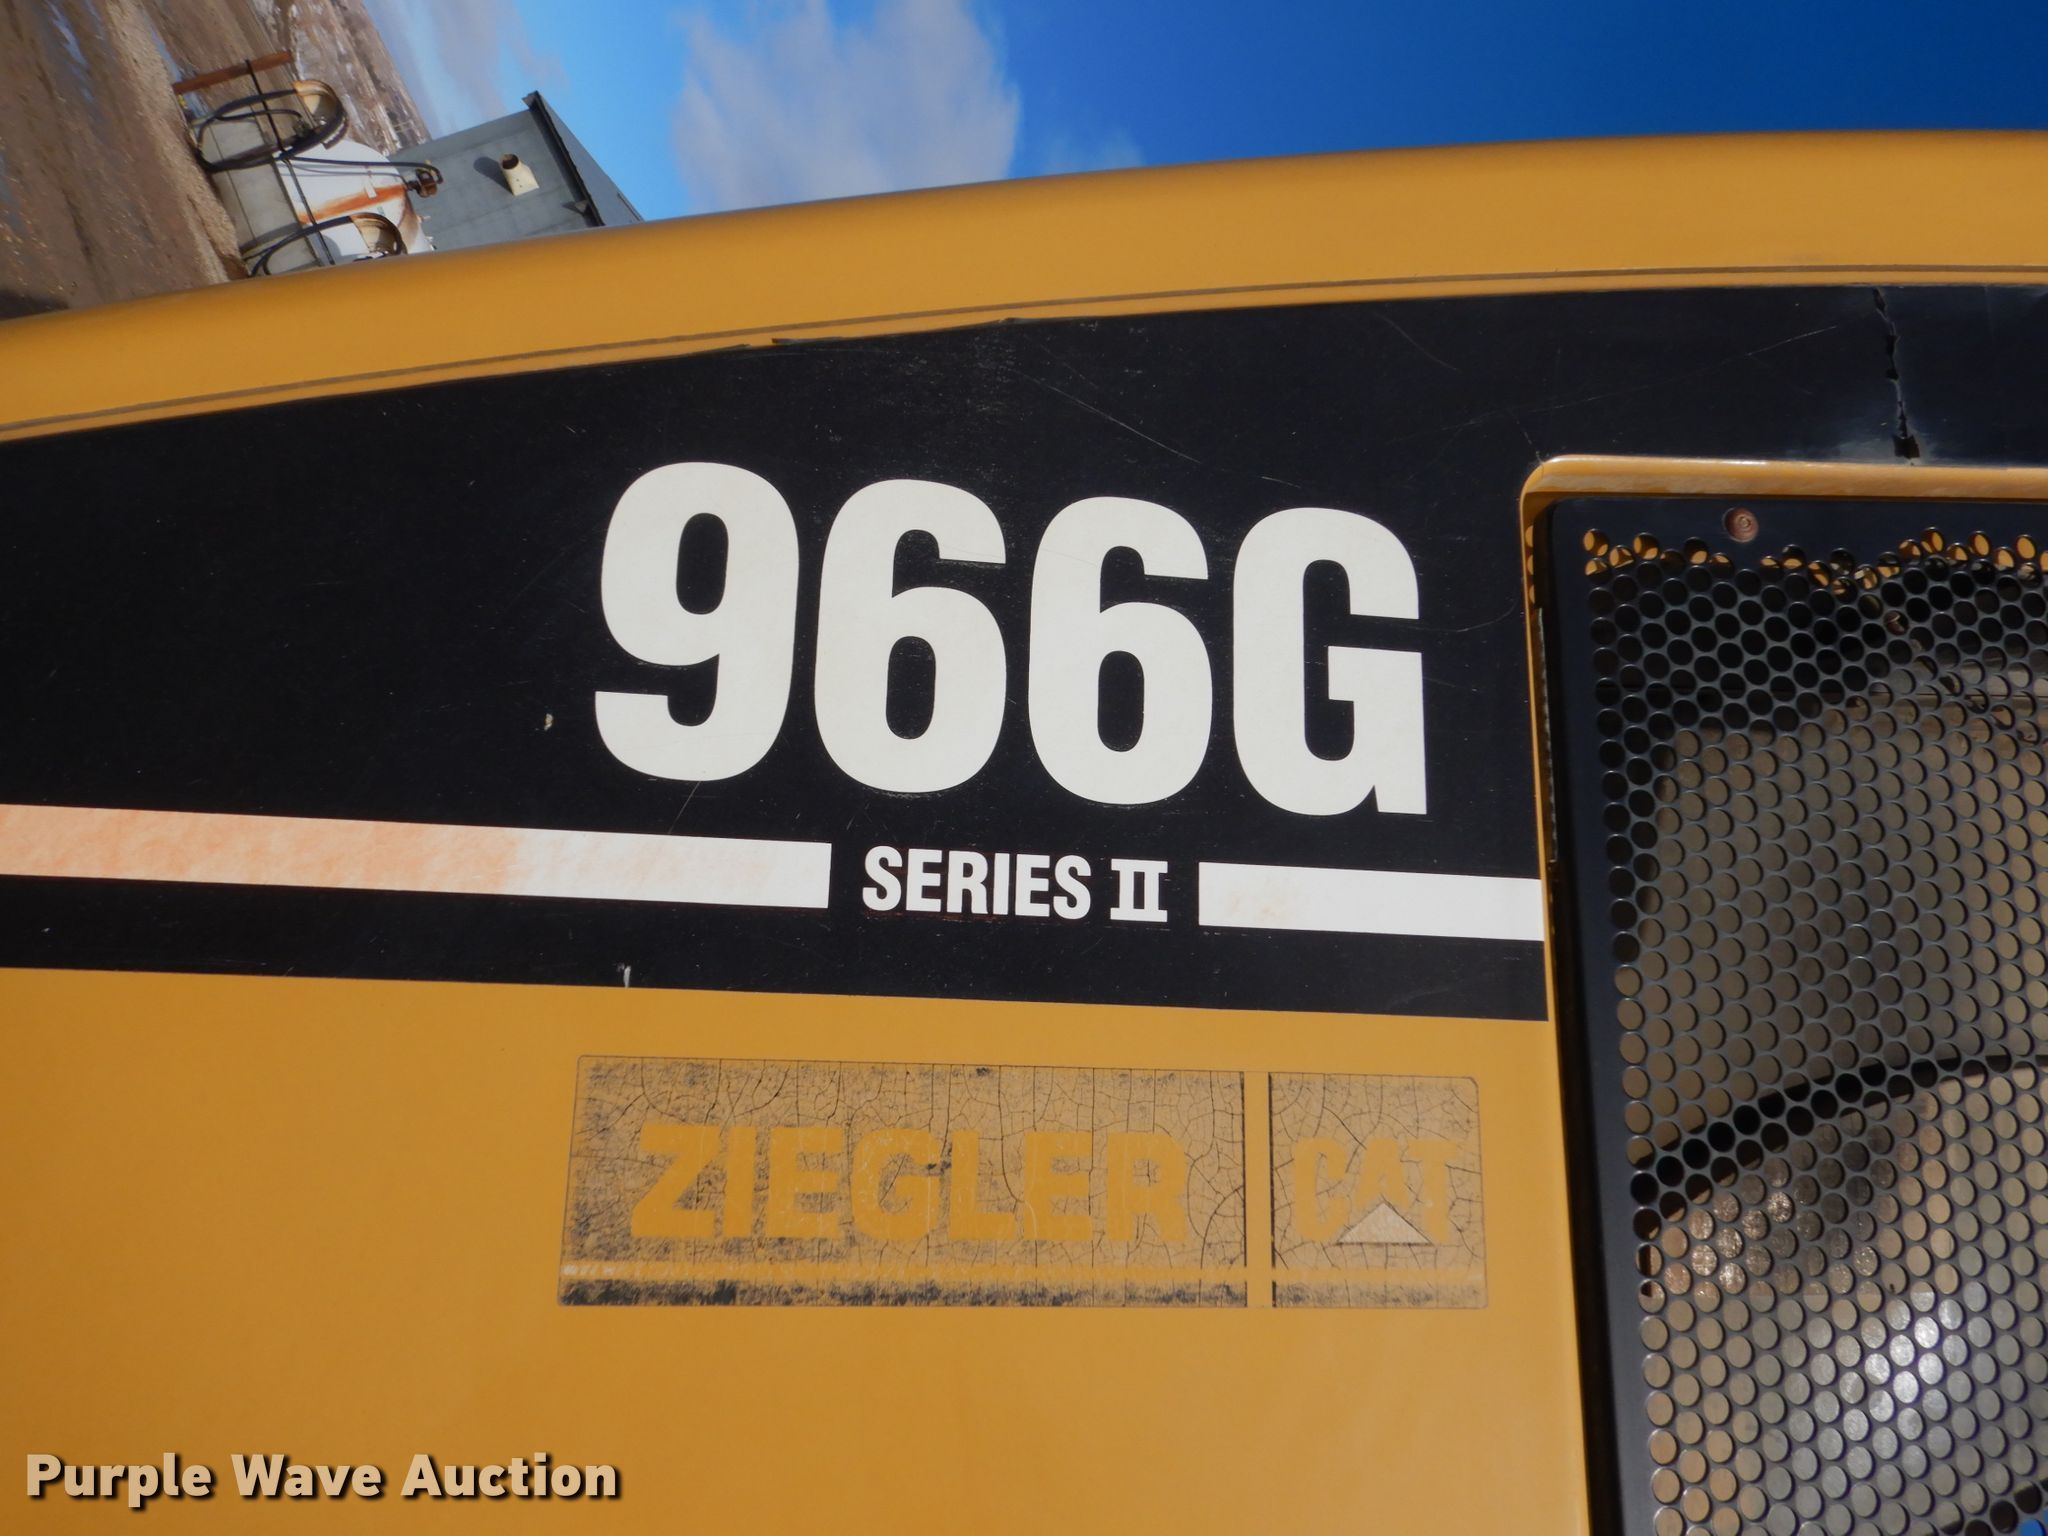 966G
SERIES II
ZIEGLER CAT
Purple Wave Auction